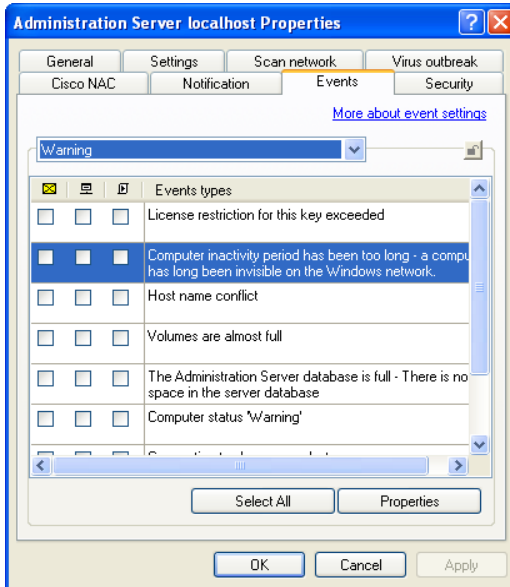 Administration Server localhost Properties
General Settings Scan network Virus outbreak
Cisco NAC Notification Events Security
More about event settings
Warning
Events types
License restriction for this key exceeded
Computer inactivity period has been too long - a compu
has long been invisible on the Windows network.
Host name conflict
Volumes are almost full
The Administration Server database is full - There is no
space in the server database
Computer status 'Warning'
Select All Properties
OK Cancel Apply